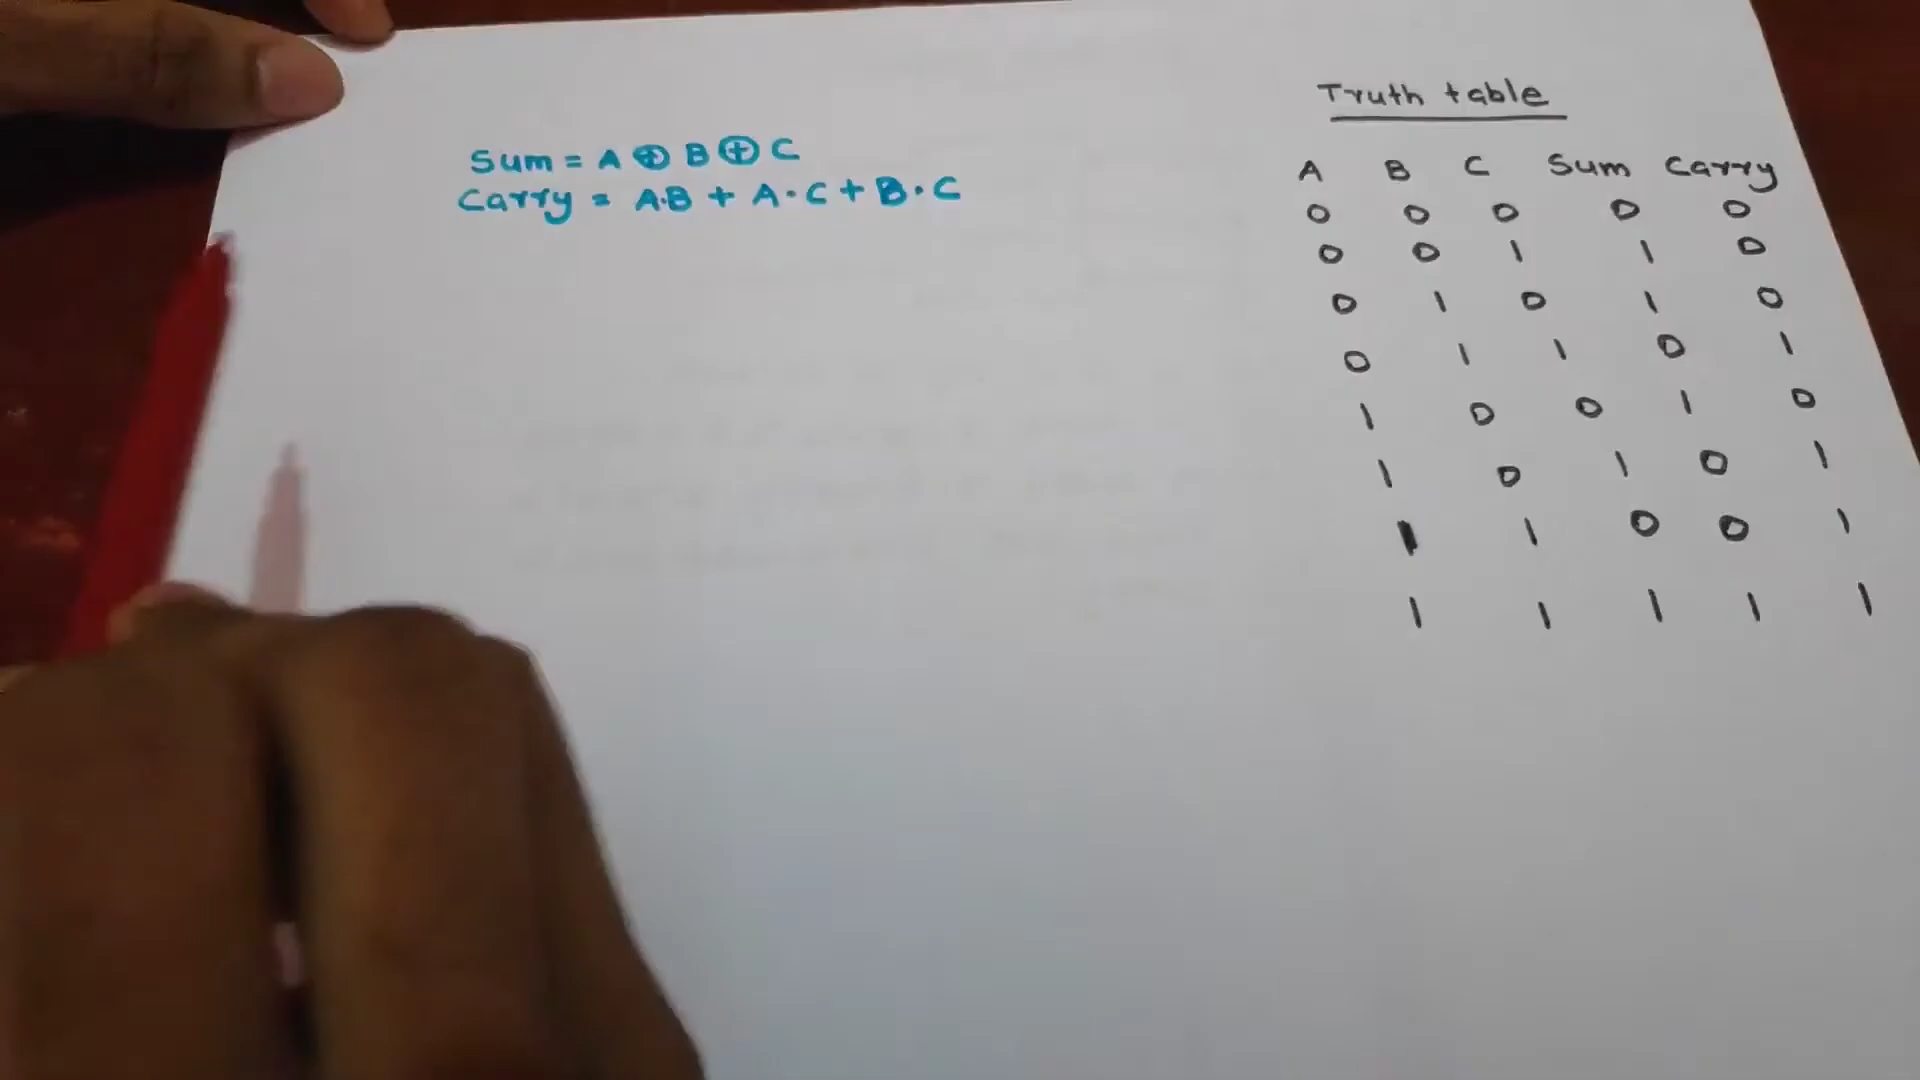 Sum = A ⊕ B ⊕ C
Carry = A·B + A·C + B·C
Truth table
A B C Sum Carry
0 0 0 0 0
0 0 1 1 0
0 1 0 1 0
0 1 1 0 1
1 0 0 1 0
1 0 1 0 1
1 1 0 0 1
1 1 1 1 1